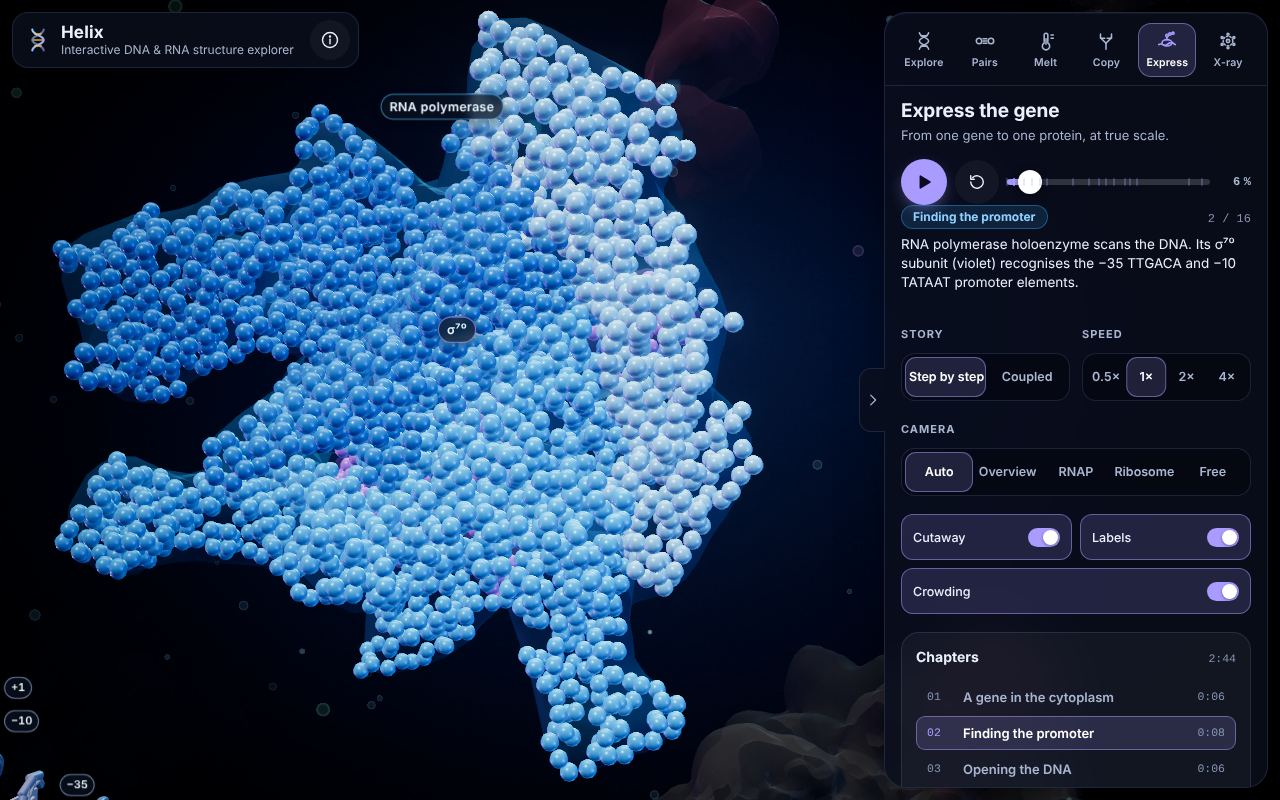 Helix
Interactive DNA & RNA structure explorer
RNA polymerase
σ⁷⁰
+1
−10
−35
Explore
Pairs
Melt
Copy
Express
X-ray
Express the gene
From one gene to one protein, at true scale.
6 %
Finding the promoter
2 / 16
RNA polymerase holoenzyme scans the DNA. Its σ⁷⁰
subunit (violet) recognises the −35 TTGACA and −10
TATAAT promoter elements.
STORY
SPEED
Step by step
Coupled
0.5×
1×
2×
4×
CAMERA
Auto
Overview
RNAP
Ribosome
Free
Cutaway
Labels
Crowding
Chapters
2:44
01 A gene in the cytoplasm 0:06
02 Finding the promoter 0:08
03 Opening the DNA 0:06